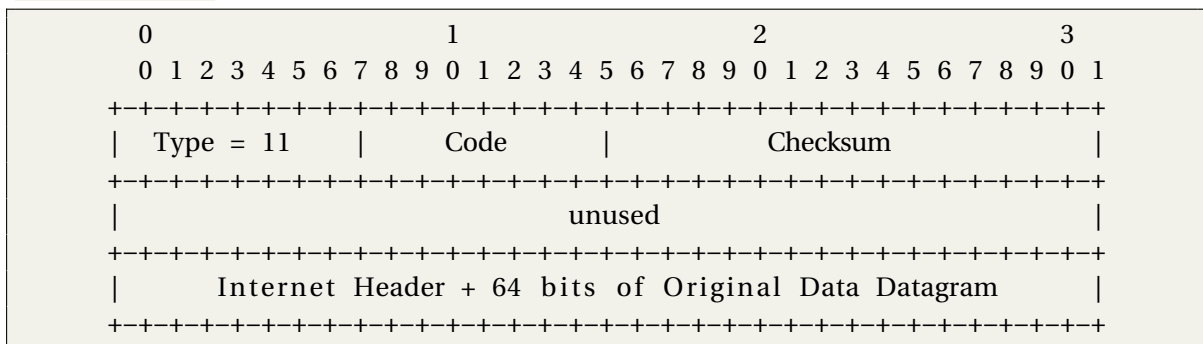 0 1 2 3
0 1 2 3 4 5 6 7 8 9 0 1 2 3 4 5 6 7 8 9 0 1 2 3 4 5 6 7 8 9 0 1
+-+-+-+-+-+-+-+-+-+-+-+-+-+-+-+-+-+-+-+-+-+-+-+-+-+-+-+-+-+-+-+-+
| Type = 11 | Code | Checksum |
+-+-+-+-+-+-+-+-+-+-+-+-+-+-+-+-+-+-+-+-+-+-+-+-+-+-+-+-+-+-+-+-+
| unused |
+-+-+-+-+-+-+-+-+-+-+-+-+-+-+-+-+-+-+-+-+-+-+-+-+-+-+-+-+-+-+-+-+
| Internet Header + 64 bits of Original Data Datagram |
+-+-+-+-+-+-+-+-+-+-+-+-+-+-+-+-+-+-+-+-+-+-+-+-+-+-+-+-+-+-+-+-+